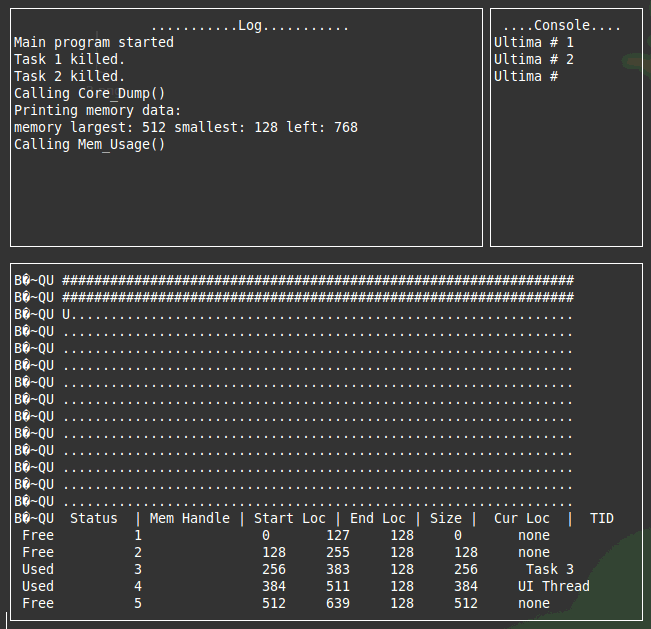 ...........Log...........
Main program started
Task 1 killed.
Task 2 killed.
Calling Core_Dump()
Printing memory data:
memory largest: 512 smallest: 128 left: 768
Calling Mem_Usage()
....Console....
Ultima # 1
Ultima # 2
Ultima #
B�~QU ################################################################
B�~QU ################################################################
B�~QU U...............................................................
B�~QU ................................................................
B�~QU ................................................................
B�~QU ................................................................
B�~QU ................................................................
B�~QU ................................................................
B�~QU ................................................................
B�~QU ................................................................
B�~QU ................................................................
B�~QU ................................................................
B�~QU ................................................................
B�~QU ................................................................
B�~QU Status | Mem Handle | Start Loc | End Loc | Size | Cur Loc | TID
Free 1 0 127 128 0 none
Free 2 128 255 128 128 none
Used 3 256 383 128 256 Task 3
Used 4 384 511 128 384 UI Thread
Free 5 512 639 128 512 none